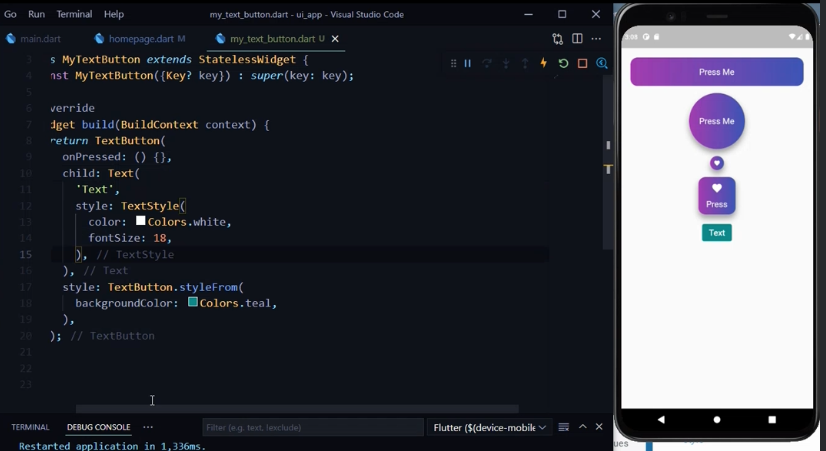 Go Run Terminal Help my_text_button.dart - ui_app - Visual Studio Code
main.dart homepage.dart M my_text_button.dart U
3 s MyTextButton extends StatelessWidget {
4 nst MyTextButton({Key? key}) : super(key: key);
5
6 verride
7 dget build(BuildContext context) {
8 return TextButton(
9 onPressed: () {},
10 child: Text(
11 'Text',
12 style: TextStyle(
13 color: Colors.white,
14 fontSize: 18,
15 ), // TextStyle
16 ), // Text
17 style: TextButton.styleFrom(
18 backgroundColor: Colors.teal,
19 ),
20 ); // TextButton
21
22
23
TERMINAL DEBUG CONSOLE ... Filter (e.g. text, !exclude) Flutter ($(device-mobile
Restarted application in 1,336ms.
Press Me
Press Me
Press
Text